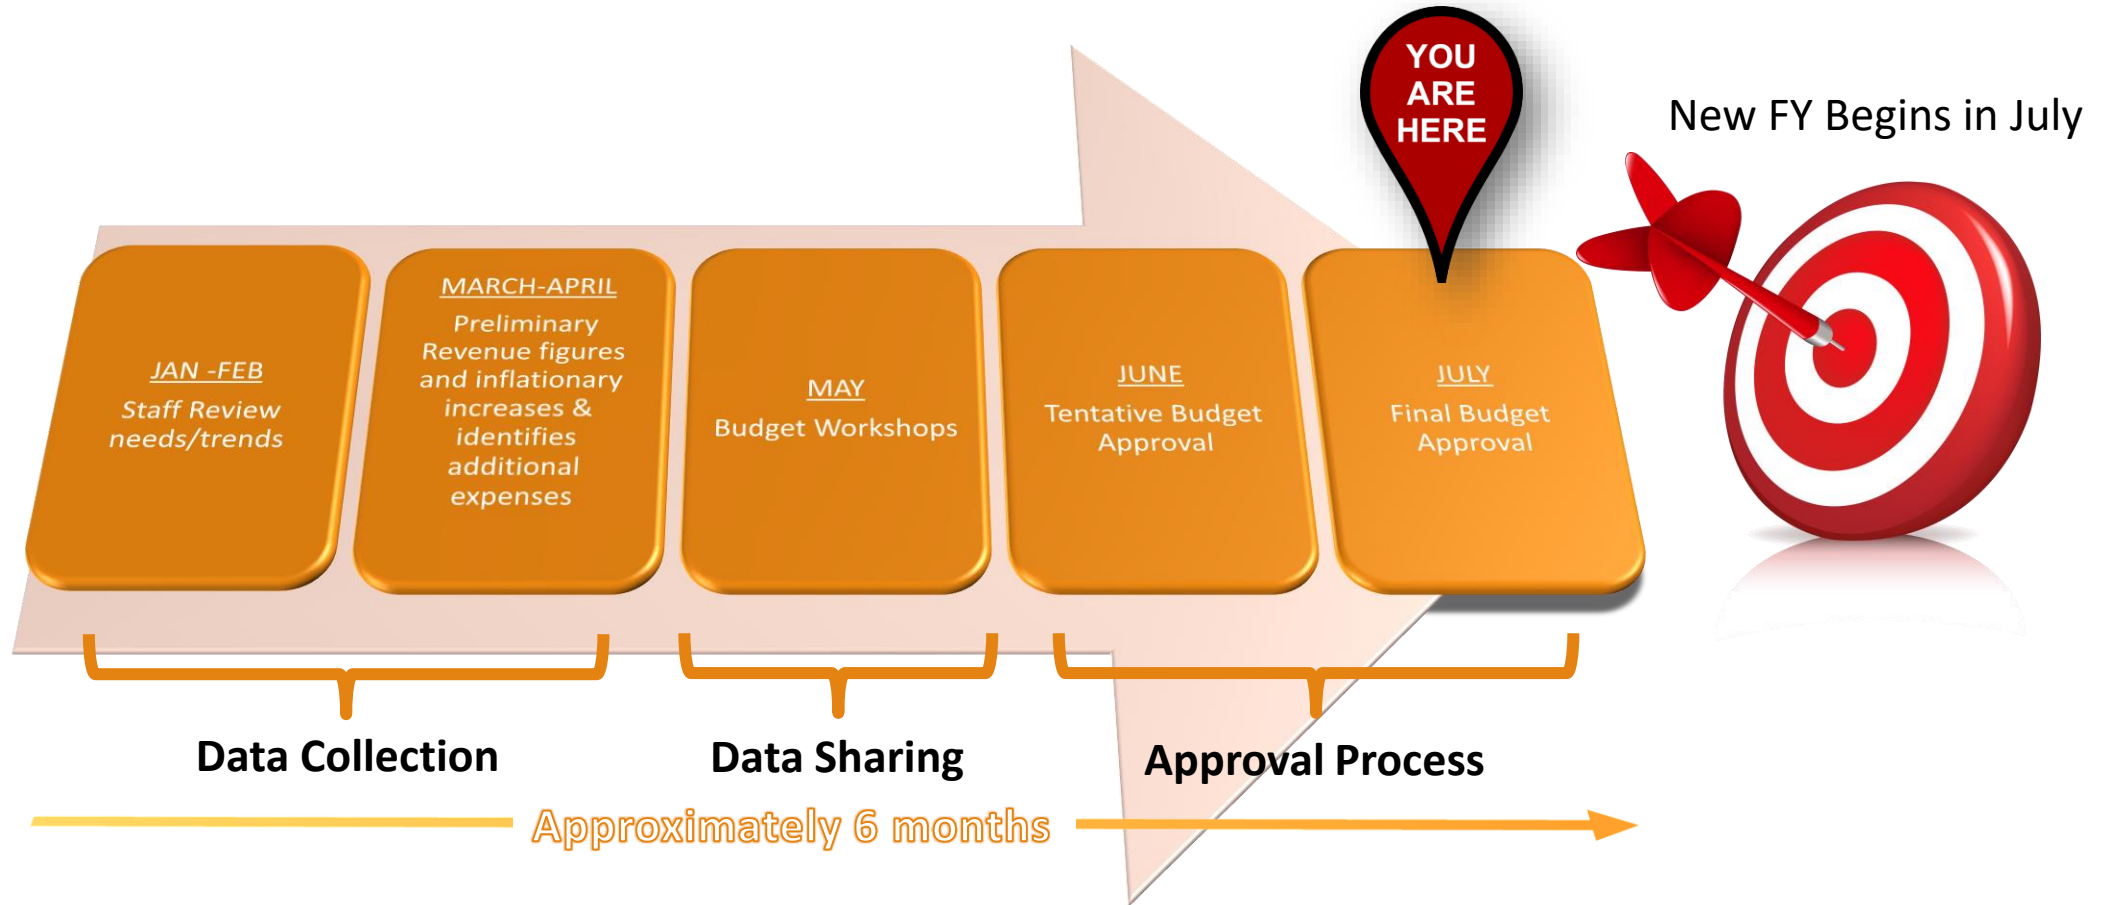 YOU
ARE
HERE
New FY Begins in July
JAN -FEB
Staff Review
needs/trends
MARCH-APRIL
Preliminary
Revenue figures
and inflationary
increases &
identifies
additional
expenses
MAY
Budget Workshops
JUNE
Tentative Budget
Approval
JULY
Final Budget
Approval
Data Collection
Data Sharing
Approval Process
Approximately 6 months